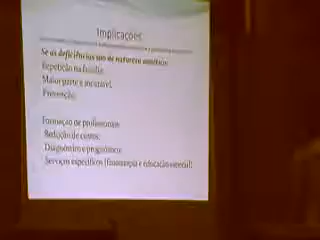 Implicações
Se as deficiências são de natureza genética:
Repetição na família.
Maior parte é incurável.
Prevenção.
Formação de profissionais
Redução de custos.
Diagnóstico e prognóstico.
Serviços específicos (fisioterapia e educação especial)